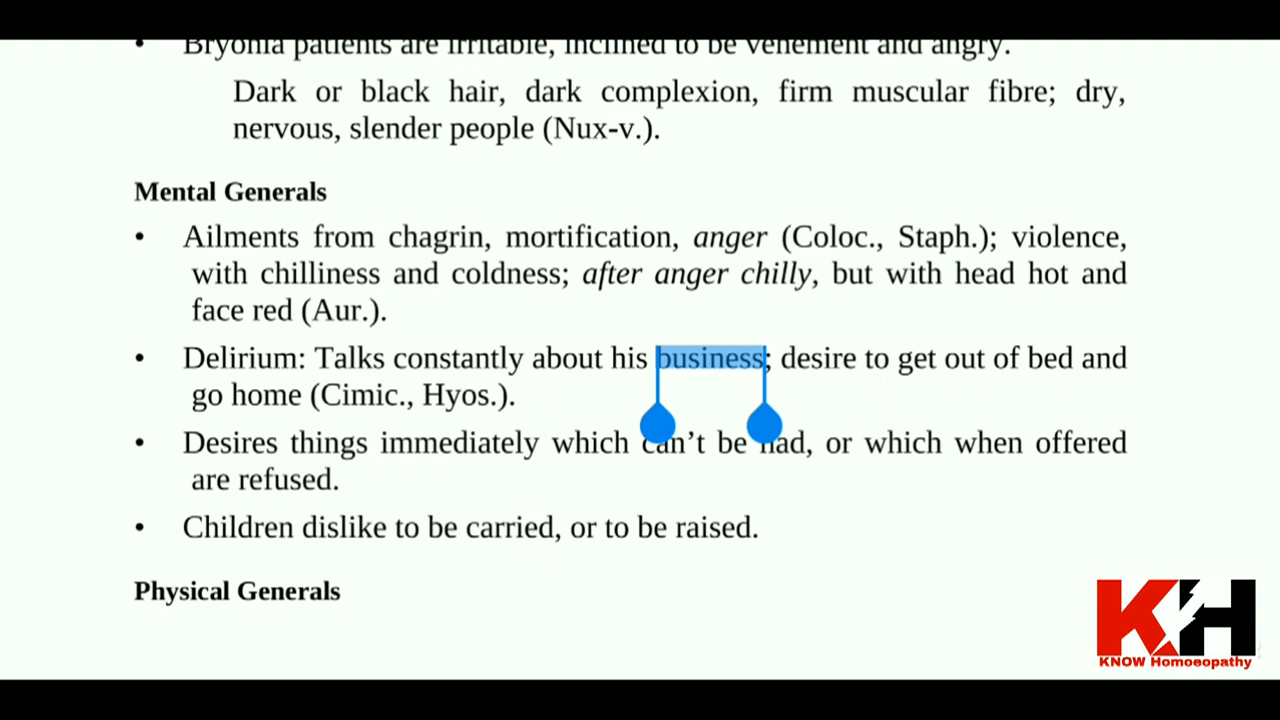 • Bryonia patients are irritable, inclined to be vehement and angry.
Dark or black hair, dark complexion, firm muscular fibre; dry,
nervous, slender people (Nux-v.).
Mental Generals
• Ailments from chagrin, mortification, anger (Coloc., Staph.); violence,
with chilliness and coldness; after anger chilly, but with head hot and
face red (Aur.).
• Delirium: Talks constantly about his business; desire to get out of bed and
go home (Cimic., Hyos.).
• Desires things immediately which can’t be had, or which when offered
are refused.
• Children dislike to be carried, or to be raised.
Physical Generals
KH
KNOW Homoeopathy